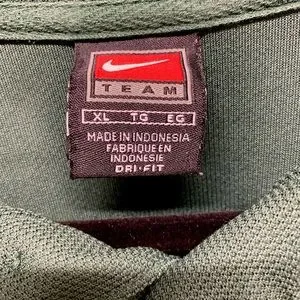 TEAM
XL TG EG
MADE IN INDONESIA
FABRIQUE EN
INDONESIE
DRI-FIT